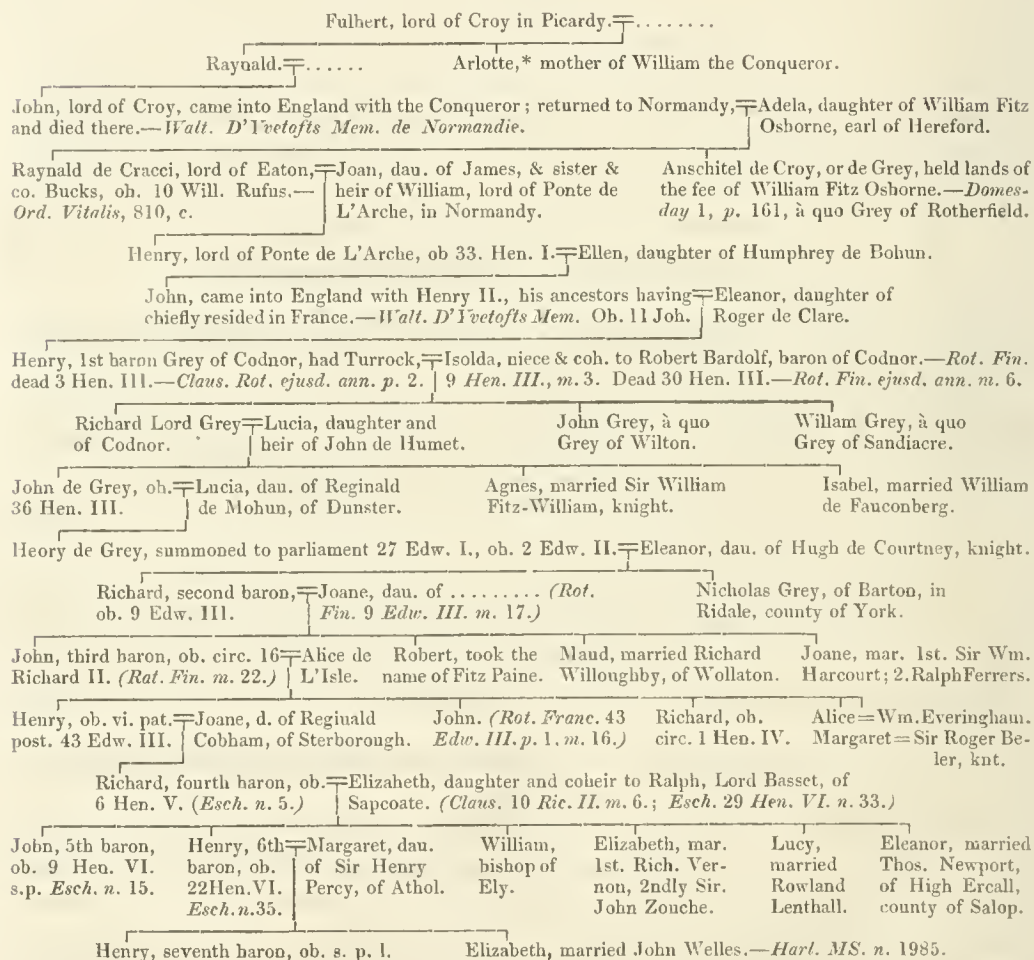 Fulhert, lord of Croy in Picardy. . . . . . . . .
Raynald. . . . . . . Arlotte,* mother of William the Conqueror.
John, lord of Croy, came into England with the Conqueror; returned to Normandy, Adela, daughter of William Fitz
and died there.—Walt. D'Yvetofts Mem. de Normandie. Osborne, earl of Hereford.
Raynald de Cracci, lord of Eaton, Joan, dau. of James, & sister & Anschitel de Croy, or de Grey, held lands of
co. Bucks, oh. 10 Will. Rufus.— heir of William, lord of Ponte de the fee of William Fitz Osborne.—Domes-
Ord. Vitalis, 810, c. L'Arche, in Normandy. day 1, p. 161, à quo Grey of Rotherfield.
Henry, lord of Ponte de L'Arche, ob 33. Hen. I. Ellen, daughter of Humphrey de Bohun.
John, came into England with Henry II., his ancestors having Eleanor, daughter of
chiefly resided in France.—Walt. D'Yvetofts Mem. Ob. 11 Joh. Roger de Clare.
Henry, 1st baron Grey of Codnor, had Turrock, Isolda, niece & coh. to Robert Bardolf, baron of Codnor.—Rot. Fin.
dead 3 Hen. III.—Claus. Rot. ejusd. ann. p. 2. 9 Hen. III., m. 3. Dead 30 Hen. III.—Rot. Fin. ejusd. ann. m. 6.
Richard Lord Grey Lucia, daughter and John Grey, à quo Willam Grey, à quo
of Codnor. heir of John de Humet. Grey of Wilton. Grey of Sandiacre.
John de Grey, oh. Lucia, dau. of Reginald Agnes, married Sir William Isabel, married William
36 Hen. III. de Mohun, of Dunster. Fitz-William, knight. de Fauconberg.
Heory de Grey, summoned to parliament 27 Edw. I., ob. 2 Edw. II. Eleanor, dau. of Hugh de Courtney, knight.
Richard, second baron, Joane, dau. of . . . . . . . . . (Rot. Nicholas Grey, of Barton, in
ob. 9 Edw. III. Fin. 9 Edw. III. m. 17.) Ridale, county of York.
John, third baron, ob. circ. 16 Alice de Robert, took the Maud, married Richard Joane, mar. 1st. Sir Wm.
Richard II. (Rat. Fin. m. 22.) L'Isle. name of Fitz Paine. Willoughby, of Wollaton. Harcourt; 2. Ralph Ferrers.
Henry, ob. vi. pat. Joane, d. of Reginald John. (Rot. Franc. 43 Richard, ob. Alice=Wm. Everingham.
post. 43 Edw. III. Cobham, of Sterborough. Edw. III. p. 1. m. 16.) circ. 1 Hen. IV. Margaret=Sir Roger Be-
ler, knt.
Richard, fourth baron, ob. Elizaheth, daughter and coheir to Ralph, Lord Basset, of
6 Hen. V. (Esch. n. 5.) Sapcoate. (Claus. 10 Ric. II. m. 6.; Esch. 29 Hen. VI. n. 33.)
John, 5th baron, Henry, 6th Margaret, dau. William, Elizabeth, mar. Lucy, Eleanor, married
ob. 9 Hen. VI. baron, ob. of Sir Henry bishop of 1st. Rich. Ver- married Thos. Newport,
s.p. Esch. n. 15. 22 Hen. VI. Percy, of Athol. Ely. non, 2ndly Sir. Rowland of High Ercall,
Esch. n. 35. John Zouche. Lenthall. county of Salop.
Henry, seventh baron, ob. s. p. l. Elizabeth, married John Welles.—Harl. MS. n. 1985.